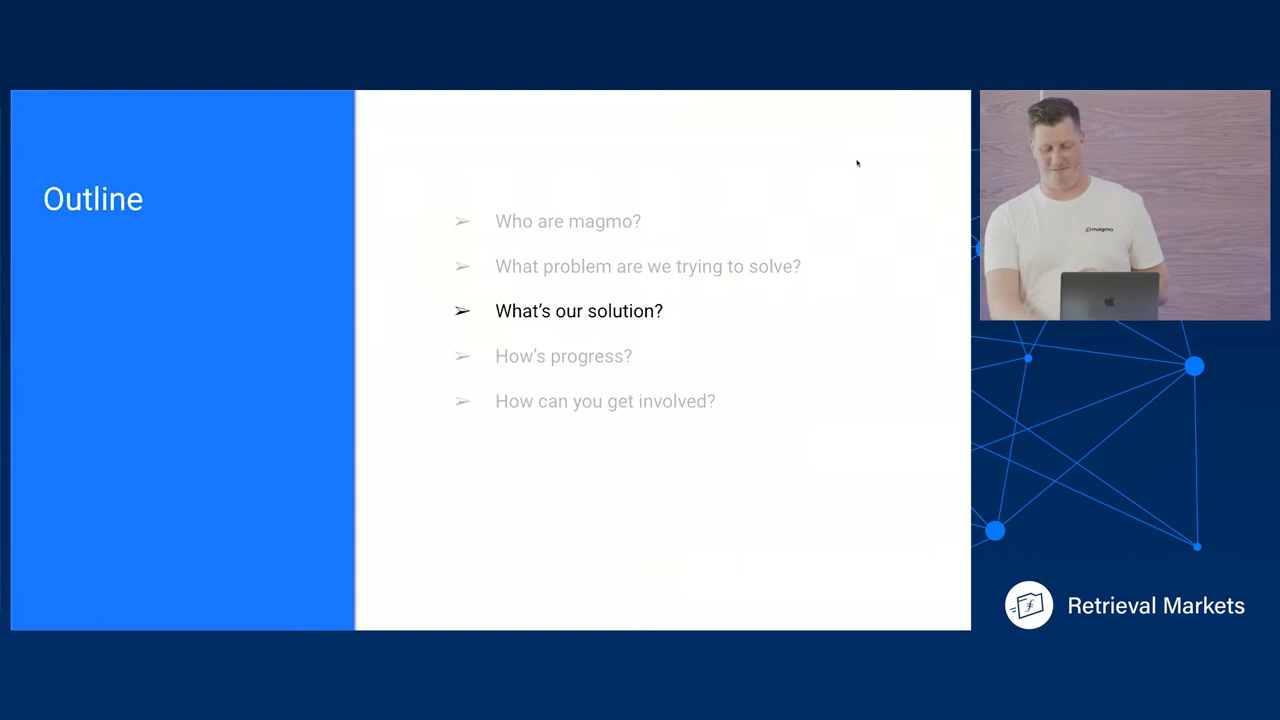 Outline
➢ Who are magmo?
➢ What problem are we trying to solve?
➢ What’s our solution?
➢ How’s progress?
➢ How can you get involved?
magmo
Retrieval Markets